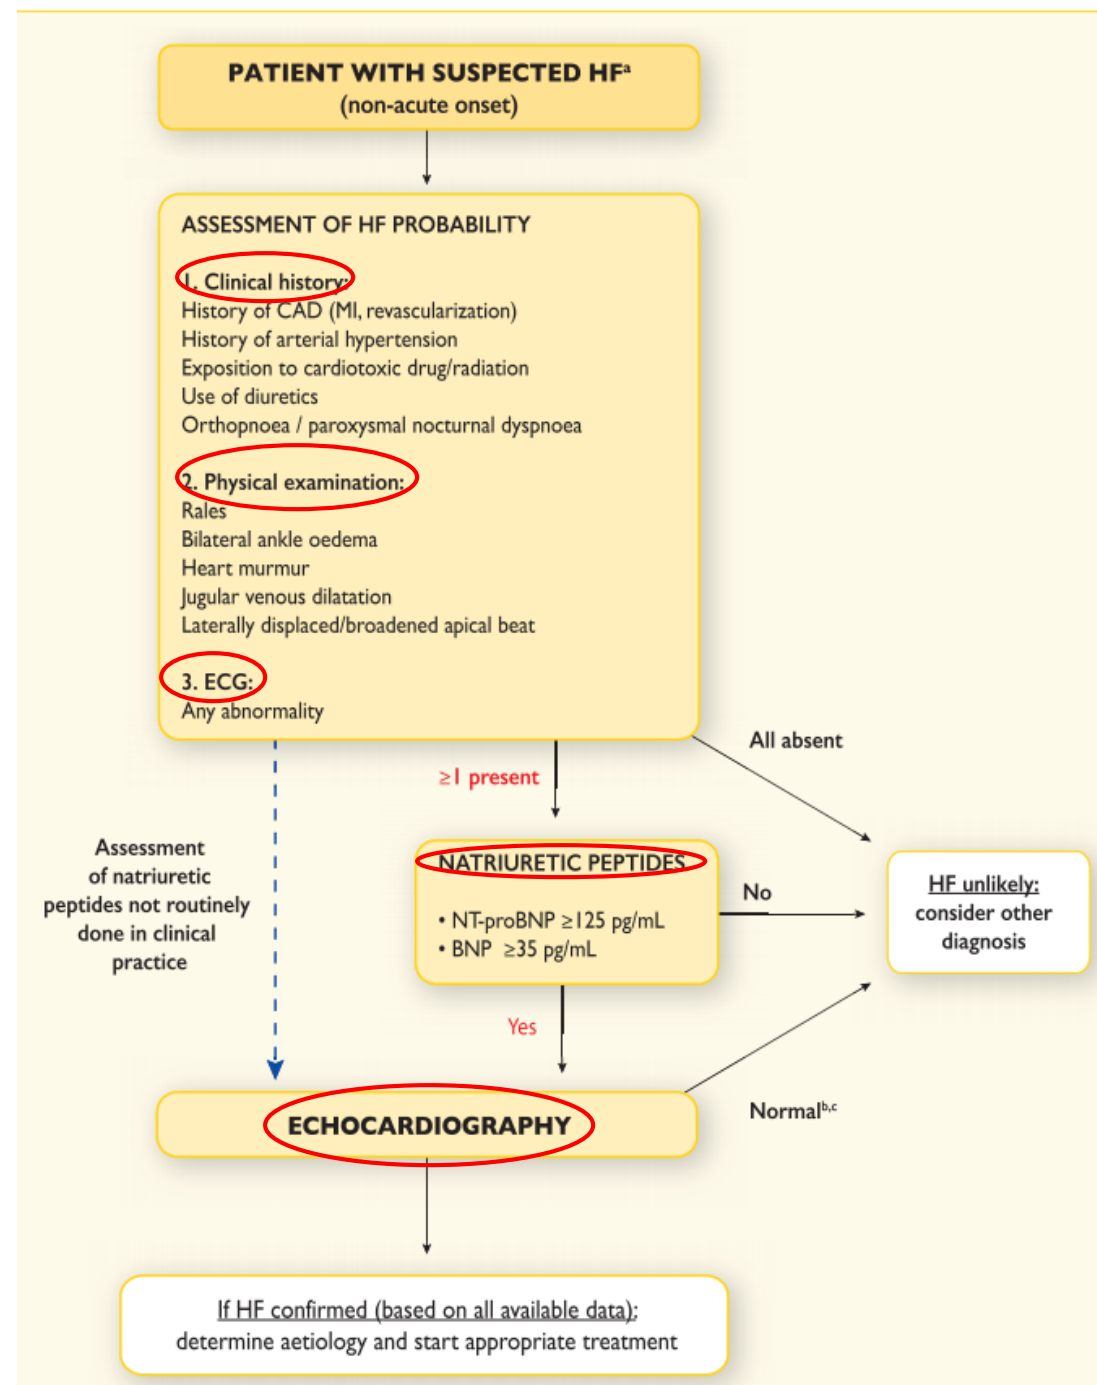 PATIENT WITH SUSPECTED HFᵃ
(non-acute onset)
ASSESSMENT OF HF PROBABILITY
1. Clinical history:
History of CAD (MI, revascularization)
History of arterial hypertension
Exposition to cardiotoxic drug/radiation
Use of diuretics
Orthopnoea / paroxysmal nocturnal dyspnoea
2. Physical examination:
Rales
Bilateral ankle oedema
Heart murmur
Jugular venous dilatation
Laterally displaced/broadened apical beat
3. ECG:
Any abnormality
All absent
≥1 present
Assessment
of natriuretic
peptides not routinely
done in clinical
practice
NATRIURETIC PEPTIDES
• NT-proBNP ≥125 pg/mL
• BNP ≥35 pg/mL
No
HF unlikely:
consider other
diagnosis
Yes
Normalᵇ,ᶜ
ECHOCARDIOGRAPHY
If HF confirmed (based on all available data):
determine aetiology and start appropriate treatment